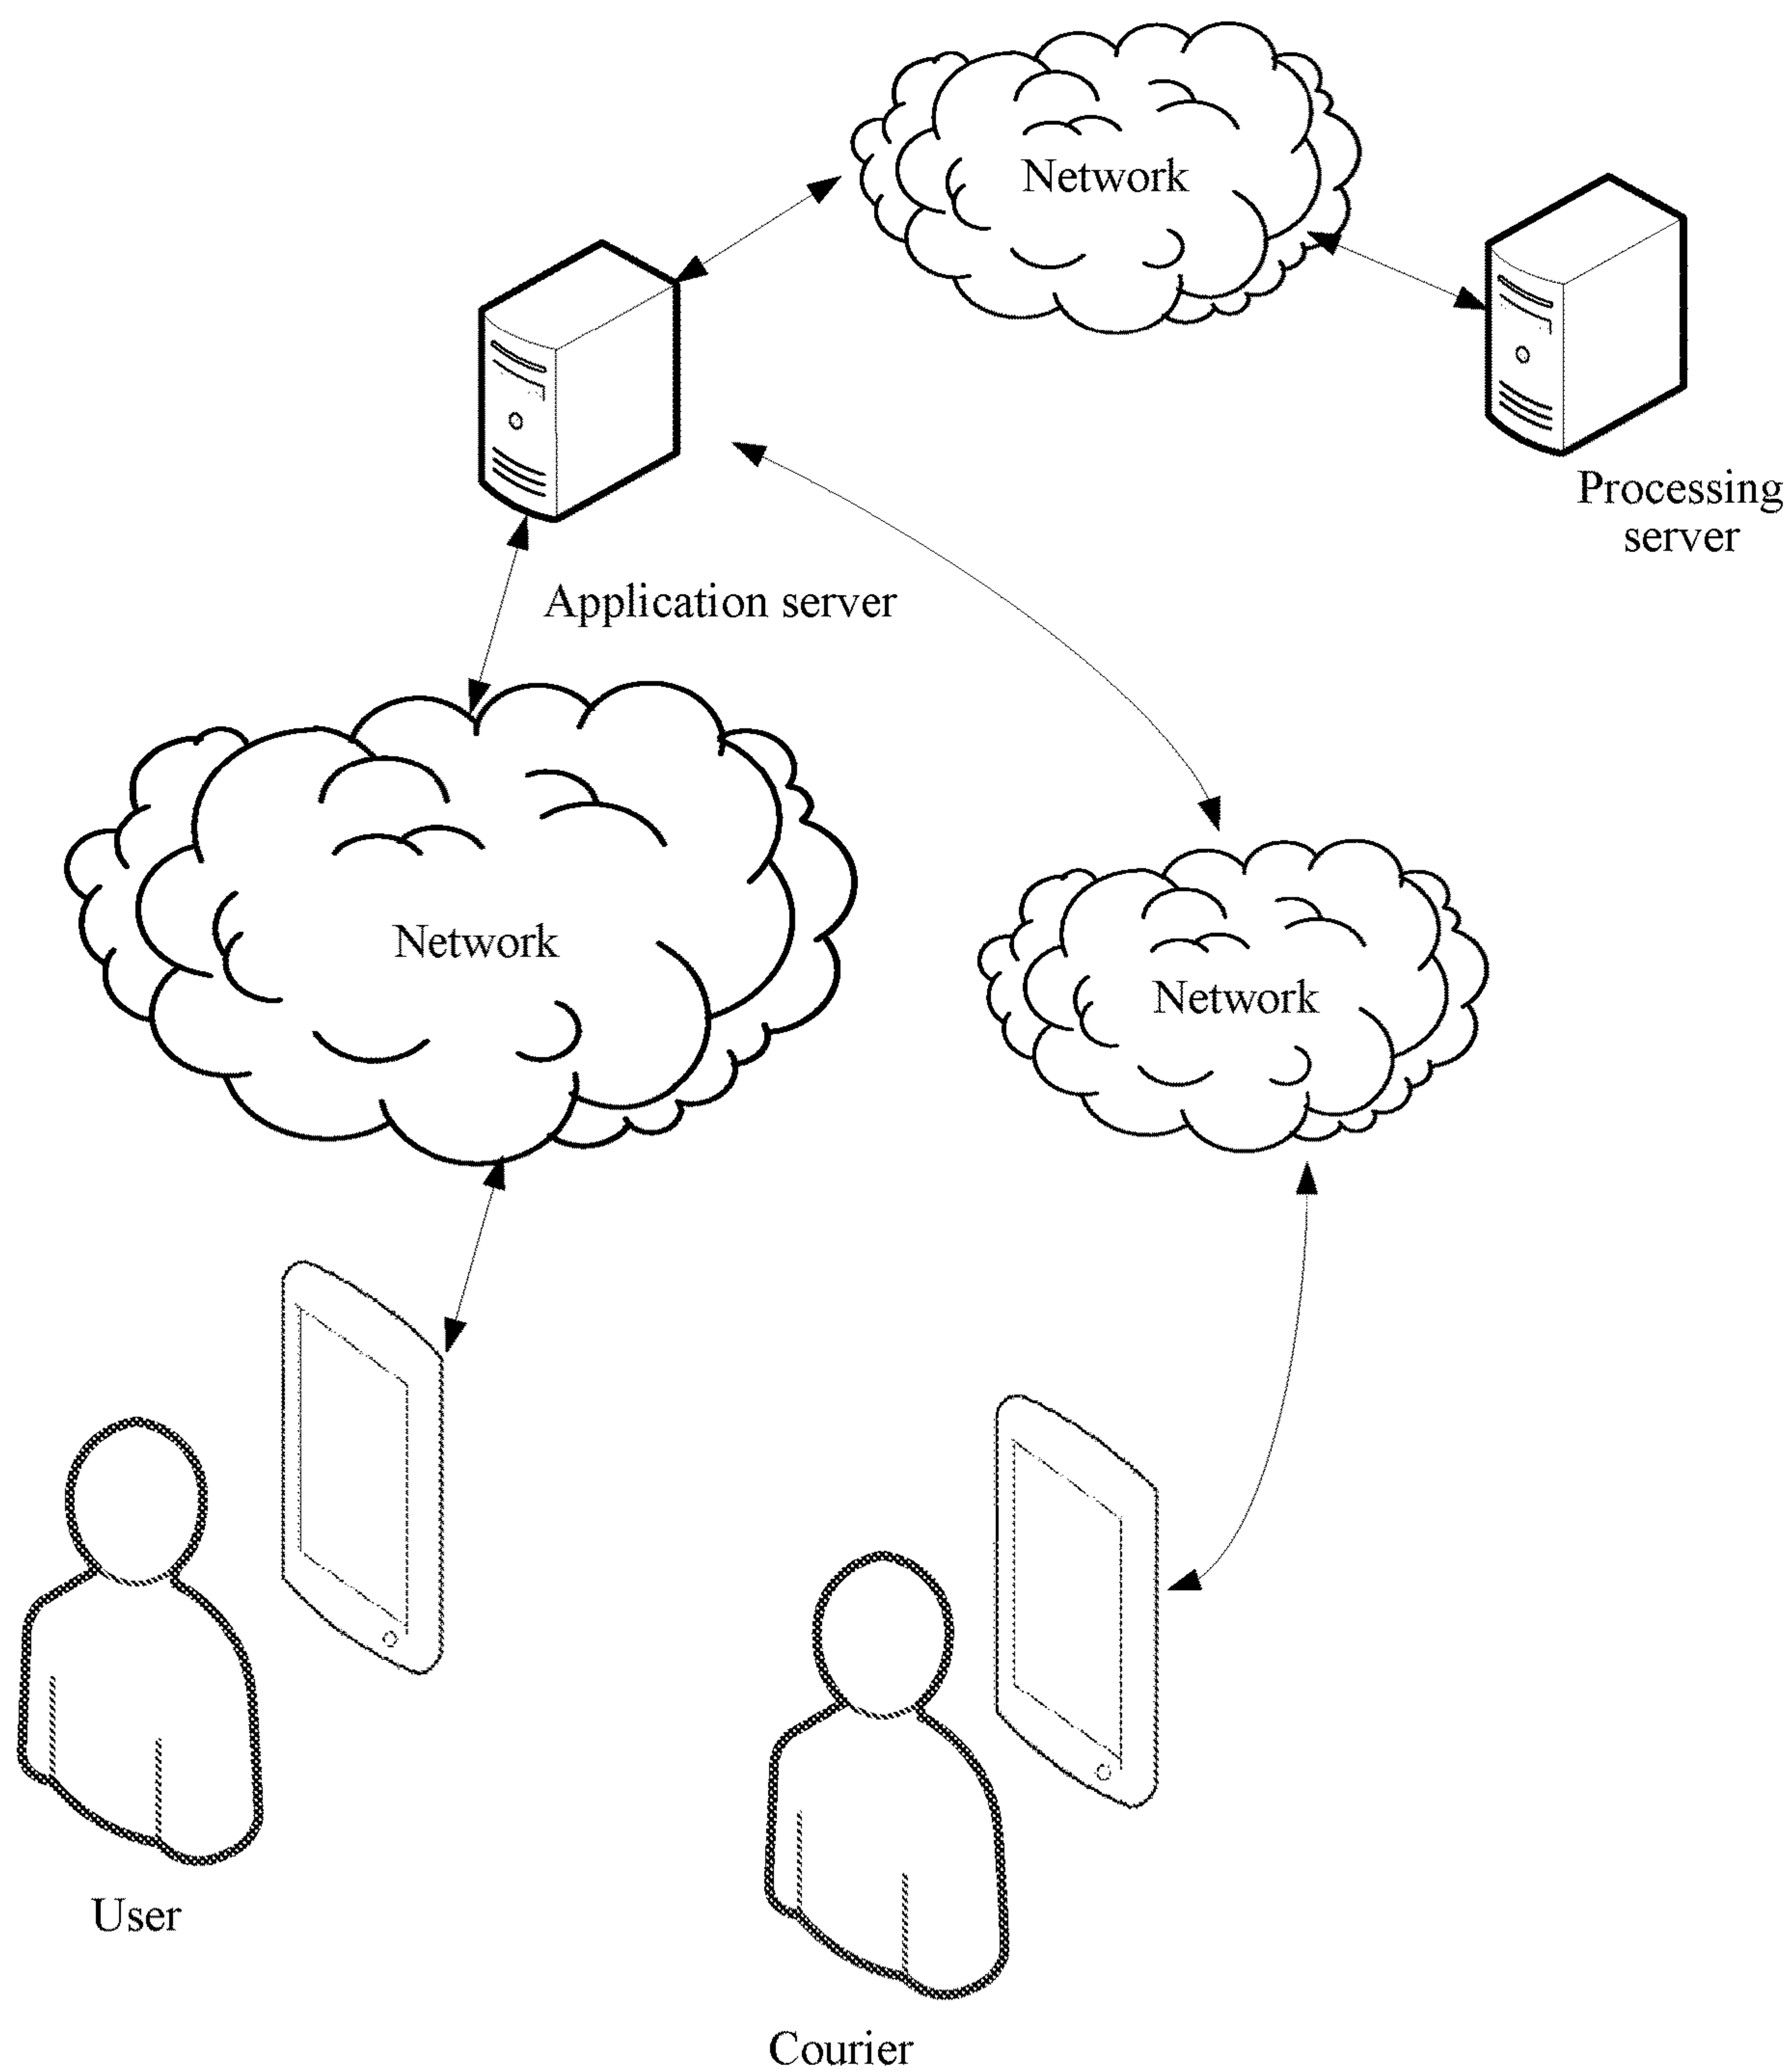 Network
Processing
server
Application server
Network
Network
User
Courier